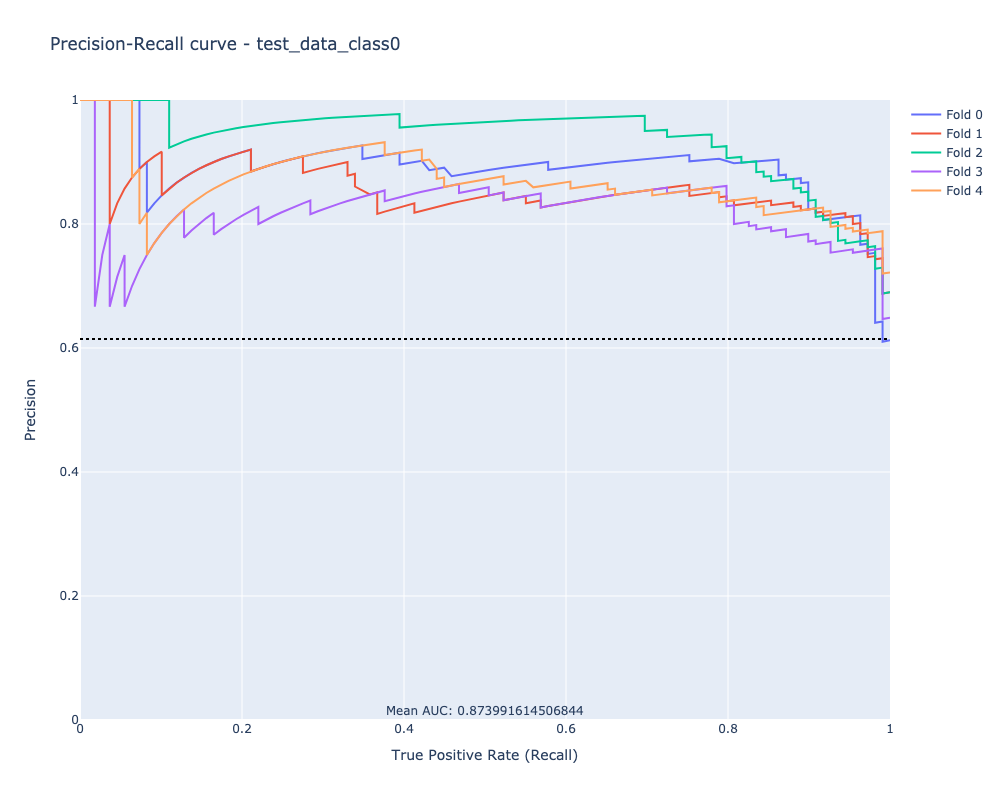 Precision-Recall curve - test_data_class0
Fold 0
Fold 1
Fold 2
Fold 3
Fold 4
1
0.8
0.6
0.4
0.2
0
Precision
Mean AUC: 0.873991614506844
0 0.2 0.4 0.6 0.8 1
True Positive Rate (Recall)